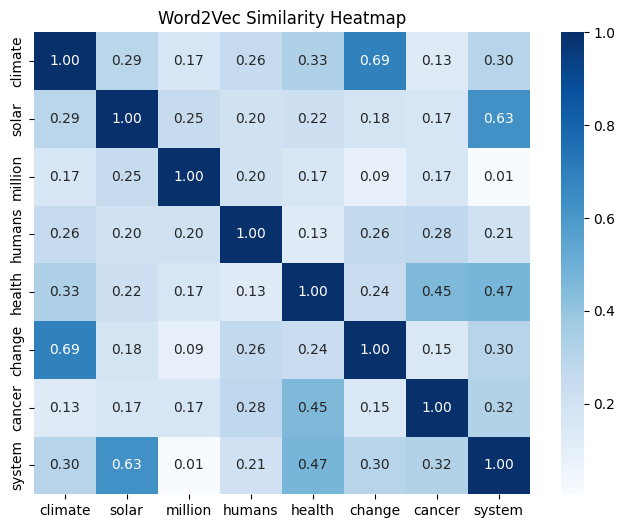 Word2Vec Similarity Heatmap
climate 1.00 0.29 0.17 0.26 0.33 0.69 0.13 0.30
solar 0.29 1.00 0.25 0.20 0.22 0.18 0.17 0.63
million 0.17 0.25 1.00 0.20 0.17 0.09 0.17 0.01
humans 0.26 0.20 0.20 1.00 0.13 0.26 0.28 0.21
health 0.33 0.22 0.17 0.13 1.00 0.24 0.45 0.47
change 0.69 0.18 0.09 0.26 0.24 1.00 0.15 0.30
cancer 0.13 0.17 0.17 0.28 0.45 0.15 1.00 0.32
system 0.30 0.63 0.01 0.21 0.47 0.30 0.32 1.00
climate solar million humans health change cancer system
1.0
0.8
0.6
0.4
0.2